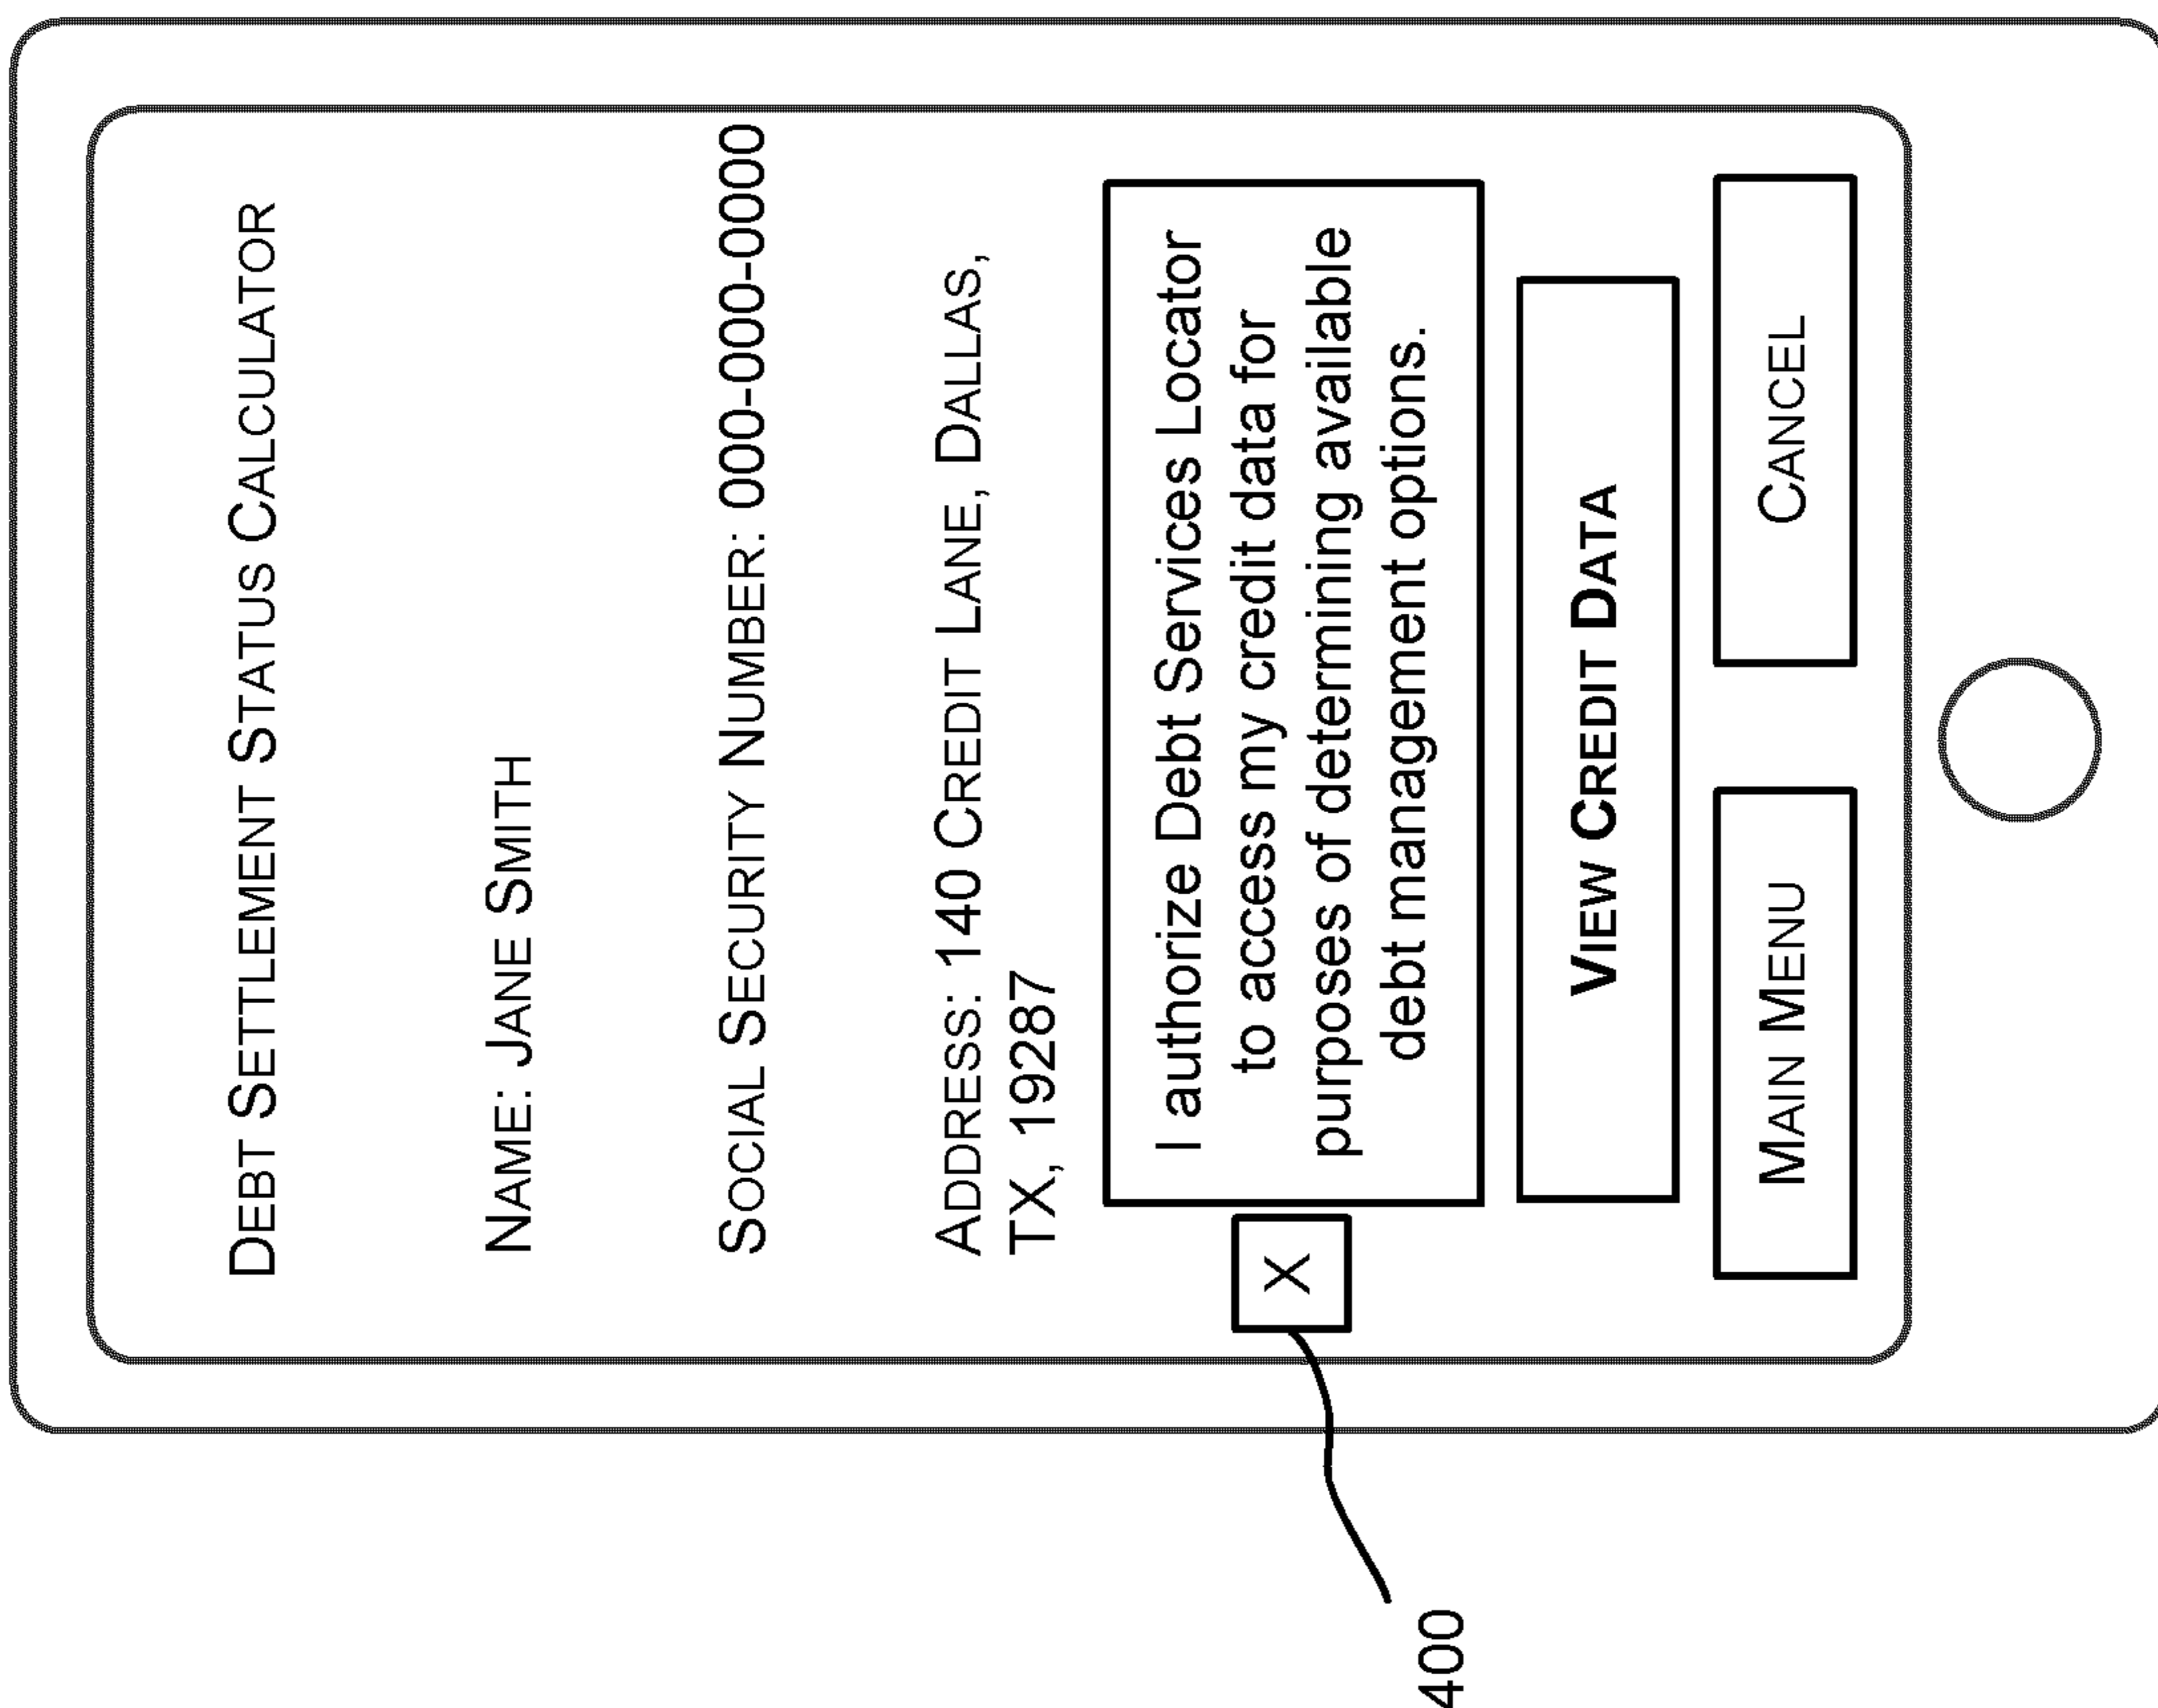 DEBT SETTLEMENT STATUS CALCULATOR
NAME: JANE SMITH
SOCIAL SECURITY NUMBER: 000-000-0000
ADDRESS: 140 CREDIT LANE, DALLAS,
TX, 19287
X
I authorize Debt Services Locator
to access my credit data for
purposes of determining available
debt management options.
VIEW CREDIT DATA
MAIN MENU
CANCEL
400